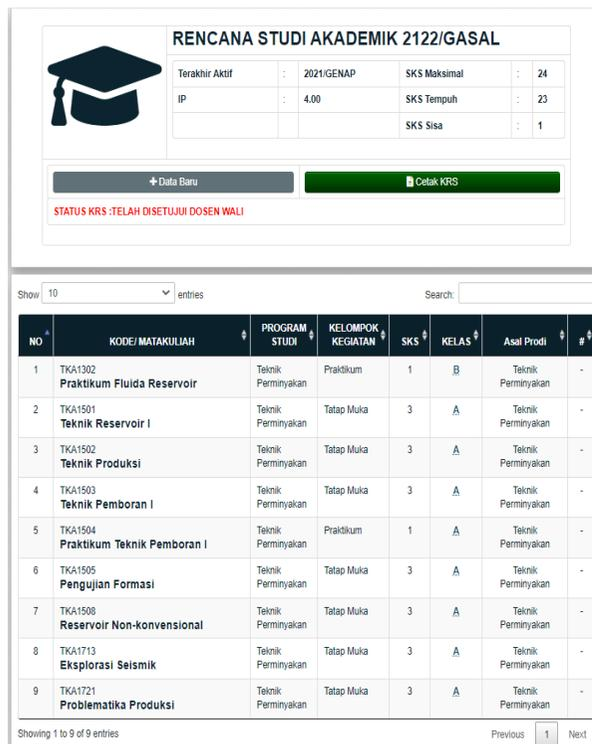 RENCANA STUDI AKADEMIK 2122/GASAL
Terakhir Aktif : 2021/GENAP SKS Maksimal : 24
IP : 4.00 SKS Tempuh : 23
SKS Sisa : 1
+ Data Baru Cetak KRS
STATUS KRS :TELAH DISETUJUI DOSEN WALI
Show 10 entries Search:
NO KODE/ MATAKULIAH PROGRAM STUDI KELOMPOK KEGIATAN SKS KELAS Asal Prodi #
1 TKA1302 Teknik Praktikum 1 B Teknik -
Praktikum Fluida Reservoir Perminyakan Perminyakan
2 TKA1501 Teknik Tatap Muka 3 A Teknik -
Teknik Reservoir I Perminyakan Perminyakan
3 TKA1502 Teknik Tatap Muka 3 A Teknik -
Teknik Produksi Perminyakan Perminyakan
4 TKA1503 Teknik Tatap Muka 3 A Teknik -
Teknik Pemboran I Perminyakan Perminyakan
5 TKA1504 Teknik Praktikum 1 A Teknik -
Praktikum Teknik Pemboran I Perminyakan Perminyakan
6 TKA1505 Teknik Tatap Muka 3 A Teknik -
Pengujian Formasi Perminyakan Perminyakan
7 TKA1508 Teknik Tatap Muka 3 A Teknik -
Reservoir Non-konvensional Perminyakan Perminyakan
8 TKA1713 Teknik Tatap Muka 3 A Teknik -
Eksplorasi Seismik Perminyakan Perminyakan
9 TKA1721 Teknik Tatap Muka 3 A Teknik -
Problematika Produksi Perminyakan Perminyakan
Showing 1 to 9 of 9 entries Previous 1 Next